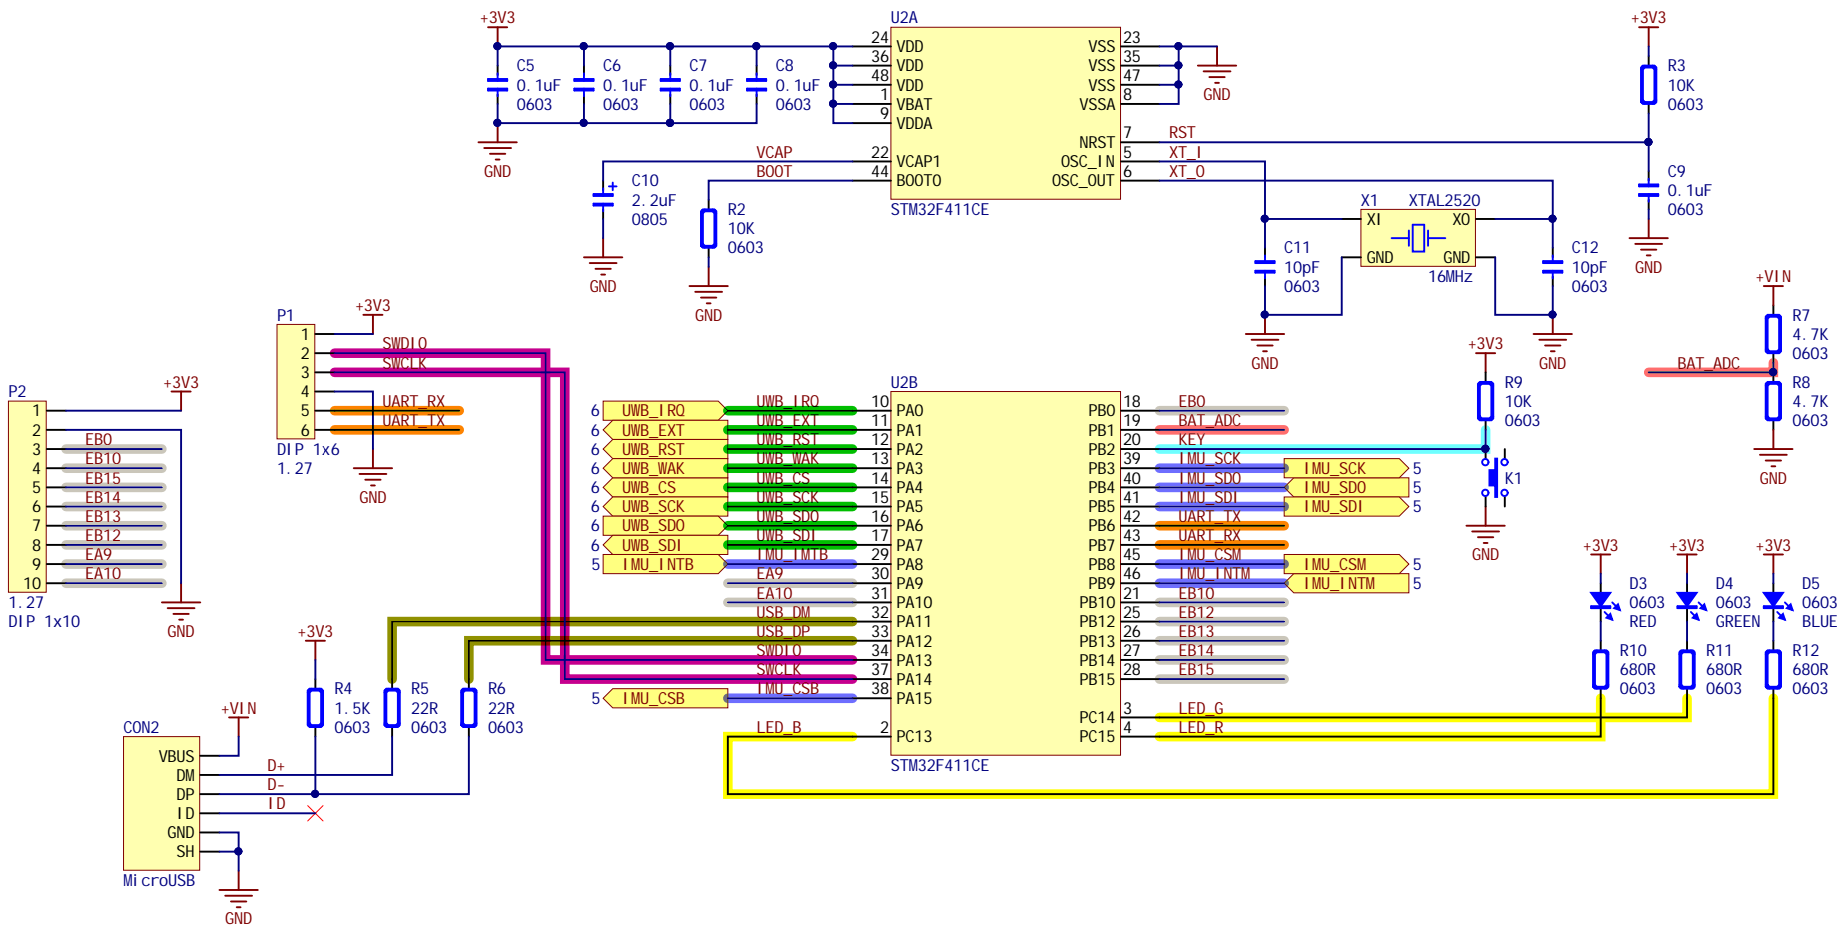 +3V3
C5
0.1uF
0603
C6
0.1uF
0603
C7
0.1uF
0603
C8
0.1uF
0603
GND
U2A
24 VDD
36 VDD
48 VDD
1 VBAT
9 VDDA
22 VCAP1
44 BOOT0
VSS 23
VSS 35
VSS 47
VSSA 8
NRST 7
OSC_IN 5
OSC_OUT 6
STM32F411CE
VCAP
BOOT
C10
2.2uF
0805
GND
R2
10K
0603
GND
GND
RST
XT_I
XT_O
+3V3
R3
10K
0603
C9
0.1uF
0603
GND
X1 XTAL2520
XI XO
GND GND
16MHz
C11
10pF
0603
GND
C12
10pF
0603
GND
+VIN
R7
4.7K
0603
BAT_ADC
R8
4.7K
0603
GND
P1
+3V3
1
2 SWDIO
3 SWCLK
4
5 UART_RX
6 UART_TX
DIP 1x6
1.27
GND
P2
+3V3
1
2
3 EB0
4 EB10
5 EB15
6 EB14
7 EB13
8 EB12
9 EA9
10 EA10
1.27
DIP 1x10
GND
U2B
6 UWB_IRQ UWB_IRQ 10 PA0
6 UWB_EXT UWB_EXT 11 PA1
6 UWB_RST UWB_RST 12 PA2
6 UWB_WAK UWB_WAK 13 PA3
6 UWB_CS UWB_CS 14 PA4
6 UWB_SCK UWB_SCK 15 PA5
6 UWB_SDO UWB_SDO 16 PA6
6 UWB_SDI UWB_SDI 17 PA7
5 IMU_INTB IMU_IMTB 29 PA8
EA9 30 PA9
EA10 31 PA10
USB_DM 32 PA11
USB_DP 33 PA12
SWDIO 34 PA13
SWCLK 37 PA14
5 IMU_CSB IMU_CSB 38 PA15
LED_B 2 PC13
PB0 18 EB0
PB1 19 BAT_ADC
PB2 20 KEY
PB3 39 IMU_SCK IMU_SCK 5
PB4 40 IMU_SDO IMU_SDO 5
PB5 41 IMU_SDI IMU_SDI 5
PB6 42 UART_TX
PB7 43 UART_RX
PB8 45 IMU_CSM IMU_CSM 5
PB9 46 IMU_INTM IMU_INTM 5
PB10 21 EB10
PB12 25 EB12
PB13 26 EB13
PB14 27 EB14
PB15 28 EB15
PC14 3 LED_G
PC15 4 LED_R
STM32F411CE
+3V3
R9
10K
0603
K1
GND
+3V3
D3
0603
RED
R10
680R
0603
+3V3
D4
0603
GREEN
R11
680R
0603
+3V3
D5
0603
BLUE
R12
680R
0603
+3V3
R4
1.5K
0603
R5
22R
0603
R6
22R
0603
+VIN
CON2
VBUS
DM D+
DP D-
ID ID
GND
SH
MicroUSB
GND